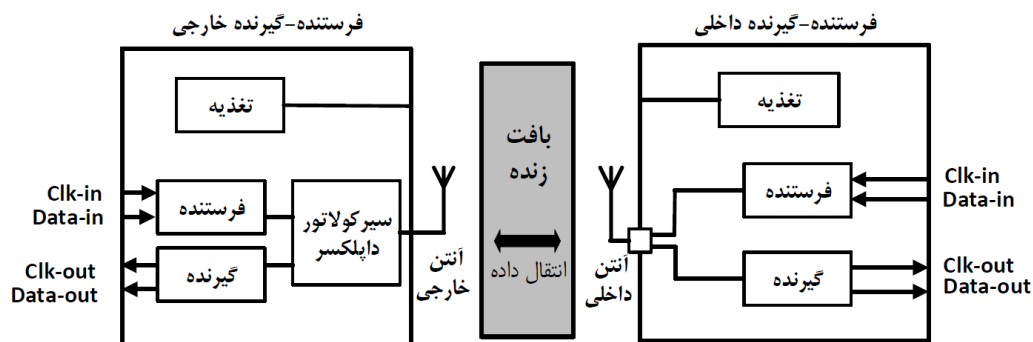 فرستنده-گیرنده خارجی
تغذیه
Clk-in
Data-in
فرستنده
Clk-out
Data-out
گیرنده
سیرکولاتور
داپلکسر
آنتن
خارجی
بافت
زنده
انتقال داده
فرستنده-گیرنده داخلی
تغذیه
آنتن
داخلی
فرستنده
Clk-in
Data-in
گیرنده
Clk-out
Data-out